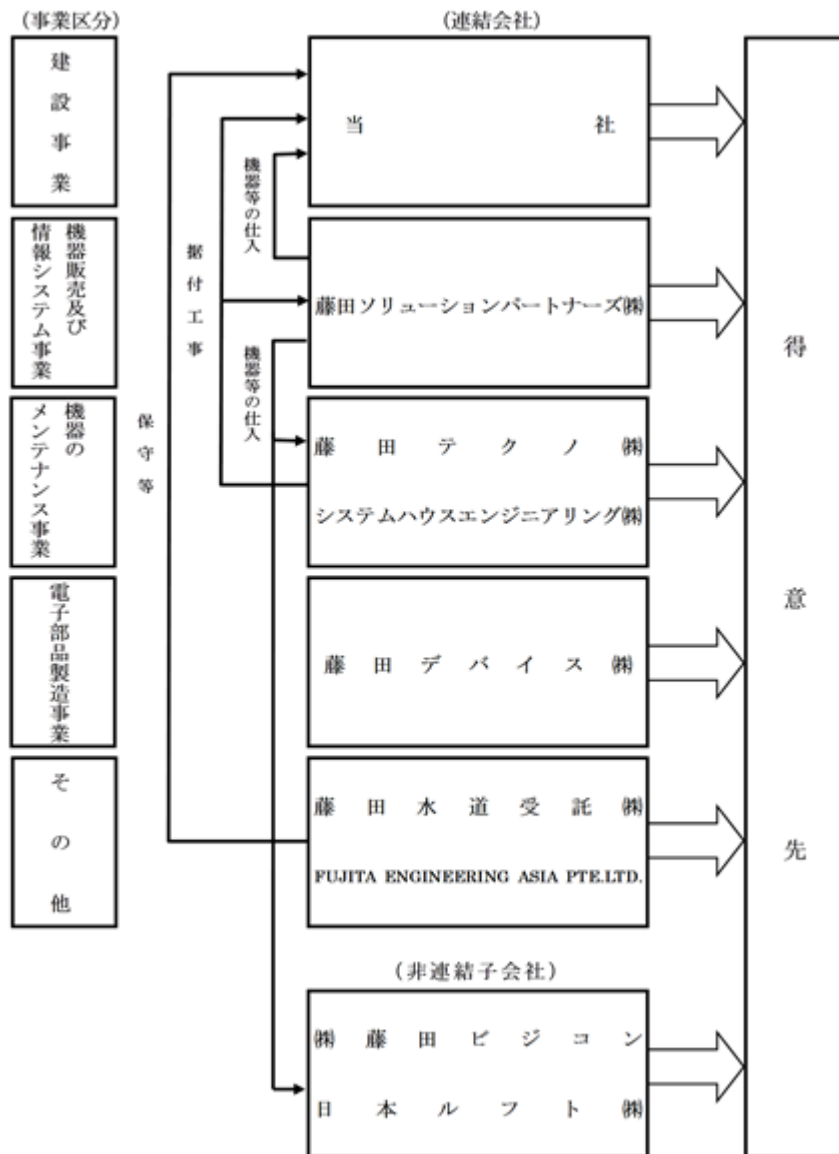 (事業区分)
(連結会社)
建設事業
当社
機器等の仕入
機器販売及び
情報システム事業
据付工事
藤田ソリューションパートナーズ㈱
機器等の仕入
得意先
機器の
メンテナンス事業
保守等
藤田テクノ㈱
システムハウスエンジニアリング㈱
電子部品製造事業
藤田デバイス㈱
その他
藤田水道受託㈱
FUJITA ENGINEERING ASIA PTE.LTD.
(非連結子会社)
㈱藤田ビジコン
日本ルフト㈱